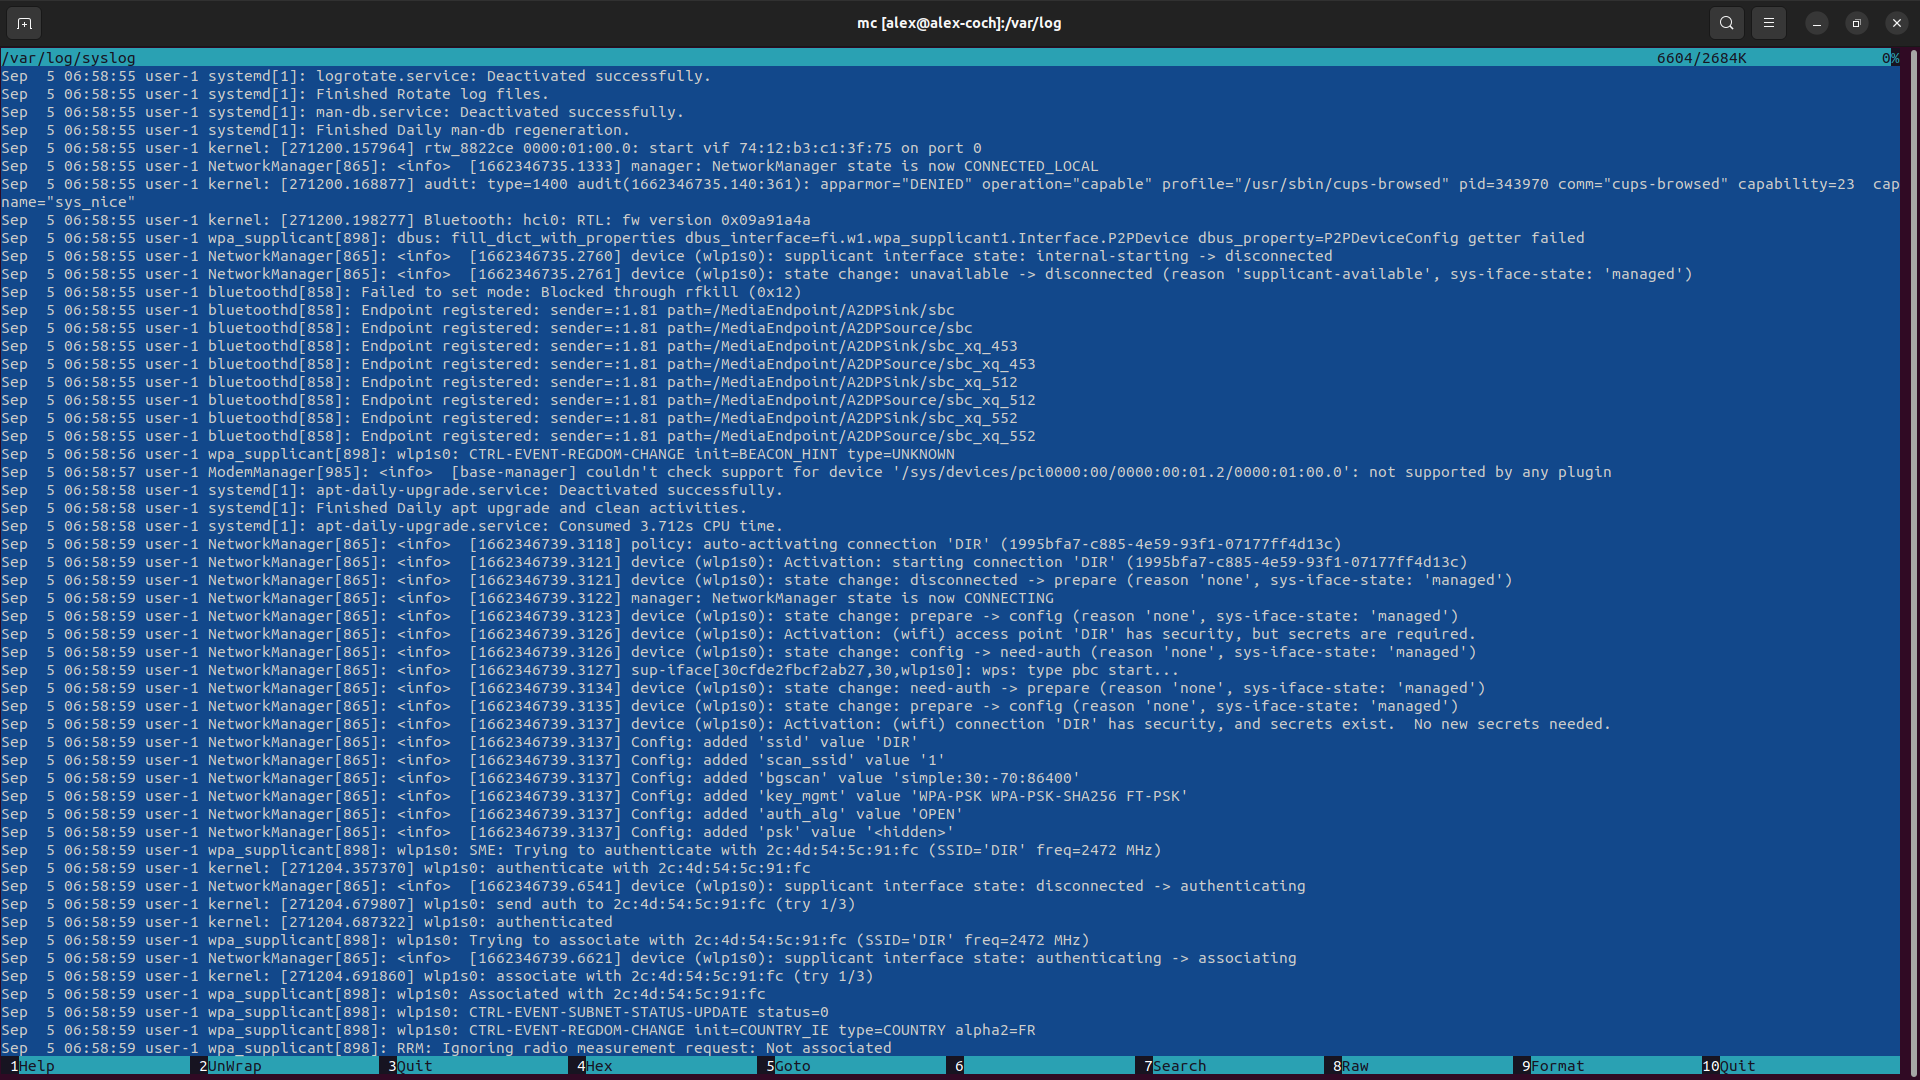 mc [alex@alex-coch]:/var/log
/var/log/syslog 6604/2684K 0%
Sep  5 06:58:55 user-1 systemd[1]: logrotate.service: Deactivated successfully.
Sep  5 06:58:55 user-1 systemd[1]: Finished Rotate log files.
Sep  5 06:58:55 user-1 systemd[1]: man-db.service: Deactivated successfully.
Sep  5 06:58:55 user-1 systemd[1]: Finished Daily man-db regeneration.
Sep  5 06:58:55 user-1 kernel: [271200.157964] rtw_8822ce 0000:01:00.0: start vif 74:12:b3:c1:3f:75 on port 0
Sep  5 06:58:55 user-1 NetworkManager[865]: <info>  [1662346735.1333] manager: NetworkManager state is now CONNECTED_LOCAL
Sep  5 06:58:55 user-1 kernel: [271200.168877] audit: type=1400 audit(1662346735.140:361): apparmor="DENIED" operation="capable" profile="/usr/sbin/cups-browsed" pid=343970 comm="cups-browsed" capability=23  cap
name="sys_nice"
Sep  5 06:58:55 user-1 kernel: [271200.198277] Bluetooth: hci0: RTL: fw version 0x09a91a4a
Sep  5 06:58:55 user-1 wpa_supplicant[898]: dbus: fill_dict_with_properties dbus_interface=fi.w1.wpa_supplicant1.Interface.P2PDevice dbus_property=P2PDeviceConfig getter failed
Sep  5 06:58:55 user-1 NetworkManager[865]: <info>  [1662346735.2760] device (wlp1s0): supplicant interface state: internal-starting -> disconnected
Sep  5 06:58:55 user-1 NetworkManager[865]: <info>  [1662346735.2761] device (wlp1s0): state change: unavailable -> disconnected (reason 'supplicant-available', sys-iface-state: 'managed')
Sep  5 06:58:55 user-1 bluetoothd[858]: Failed to set mode: Blocked through rfkill (0x12)
Sep  5 06:58:55 user-1 bluetoothd[858]: Endpoint registered: sender=:1.81 path=/MediaEndpoint/A2DPSink/sbc
Sep  5 06:58:55 user-1 bluetoothd[858]: Endpoint registered: sender=:1.81 path=/MediaEndpoint/A2DPSource/sbc
Sep  5 06:58:55 user-1 bluetoothd[858]: Endpoint registered: sender=:1.81 path=/MediaEndpoint/A2DPSink/sbc_xq_453
Sep  5 06:58:55 user-1 bluetoothd[858]: Endpoint registered: sender=:1.81 path=/MediaEndpoint/A2DPSource/sbc_xq_453
Sep  5 06:58:55 user-1 bluetoothd[858]: Endpoint registered: sender=:1.81 path=/MediaEndpoint/A2DPSink/sbc_xq_512
Sep  5 06:58:55 user-1 bluetoothd[858]: Endpoint registered: sender=:1.81 path=/MediaEndpoint/A2DPSource/sbc_xq_512
Sep  5 06:58:55 user-1 bluetoothd[858]: Endpoint registered: sender=:1.81 path=/MediaEndpoint/A2DPSink/sbc_xq_552
Sep  5 06:58:55 user-1 bluetoothd[858]: Endpoint registered: sender=:1.81 path=/MediaEndpoint/A2DPSource/sbc_xq_552
Sep  5 06:58:56 user-1 wpa_supplicant[898]: wlp1s0: CTRL-EVENT-REGDOM-CHANGE init=BEACON_HINT type=UNKNOWN
Sep  5 06:58:57 user-1 ModemManager[985]: <info>  [base-manager] couldn't check support for device '/sys/devices/pci0000:00/0000:00:01.2/0000:01:00.0': not supported by any plugin
Sep  5 06:58:58 user-1 systemd[1]: apt-daily-upgrade.service: Deactivated successfully.
Sep  5 06:58:58 user-1 systemd[1]: Finished Daily apt upgrade and clean activities.
Sep  5 06:58:58 user-1 systemd[1]: apt-daily-upgrade.service: Consumed 3.712s CPU time.
Sep  5 06:58:59 user-1 NetworkManager[865]: <info>  [1662346739.3118] policy: auto-activating connection 'DIR' (1995bfa7-c885-4e59-93f1-07177ff4d13c)
Sep  5 06:58:59 user-1 NetworkManager[865]: <info>  [1662346739.3121] device (wlp1s0): Activation: starting connection 'DIR' (1995bfa7-c885-4e59-93f1-07177ff4d13c)
Sep  5 06:58:59 user-1 NetworkManager[865]: <info>  [1662346739.3121] device (wlp1s0): state change: disconnected -> prepare (reason 'none', sys-iface-state: 'managed')
Sep  5 06:58:59 user-1 NetworkManager[865]: <info>  [1662346739.3122] manager: NetworkManager state is now CONNECTING
Sep  5 06:58:59 user-1 NetworkManager[865]: <info>  [1662346739.3123] device (wlp1s0): state change: prepare -> config (reason 'none', sys-iface-state: 'managed')
Sep  5 06:58:59 user-1 NetworkManager[865]: <info>  [1662346739.3126] device (wlp1s0): Activation: (wifi) access point 'DIR' has security, but secrets are required.
Sep  5 06:58:59 user-1 NetworkManager[865]: <info>  [1662346739.3126] device (wlp1s0): state change: config -> need-auth (reason 'none', sys-iface-state: 'managed')
Sep  5 06:58:59 user-1 NetworkManager[865]: <info>  [1662346739.3127] sup-iface[30cfde2fbcf2ab27,30,wlp1s0]: wps: type pbc start...
Sep  5 06:58:59 user-1 NetworkManager[865]: <info>  [1662346739.3134] device (wlp1s0): state change: need-auth -> prepare (reason 'none', sys-iface-state: 'managed')
Sep  5 06:58:59 user-1 NetworkManager[865]: <info>  [1662346739.3135] device (wlp1s0): state change: prepare -> config (reason 'none', sys-iface-state: 'managed')
Sep  5 06:58:59 user-1 NetworkManager[865]: <info>  [1662346739.3137] device (wlp1s0): Activation: (wifi) connection 'DIR' has security, and secrets exist.  No new secrets needed.
Sep  5 06:58:59 user-1 NetworkManager[865]: <info>  [1662346739.3137] Config: added 'ssid' value 'DIR'
Sep  5 06:58:59 user-1 NetworkManager[865]: <info>  [1662346739.3137] Config: added 'scan_ssid' value '1'
Sep  5 06:58:59 user-1 NetworkManager[865]: <info>  [1662346739.3137] Config: added 'bgscan' value 'simple:30:-70:86400'
Sep  5 06:58:59 user-1 NetworkManager[865]: <info>  [1662346739.3137] Config: added 'key_mgmt' value 'WPA-PSK WPA-PSK-SHA256 FT-PSK'
Sep  5 06:58:59 user-1 NetworkManager[865]: <info>  [1662346739.3137] Config: added 'auth_alg' value 'OPEN'
Sep  5 06:58:59 user-1 NetworkManager[865]: <info>  [1662346739.3137] Config: added 'psk' value '<hidden>'
Sep  5 06:58:59 user-1 wpa_supplicant[898]: wlp1s0: SME: Trying to authenticate with 2c:4d:54:5c:91:fc (SSID='DIR' freq=2472 MHz)
Sep  5 06:58:59 user-1 kernel: [271204.357370] wlp1s0: authenticate with 2c:4d:54:5c:91:fc
Sep  5 06:58:59 user-1 NetworkManager[865]: <info>  [1662346739.6541] device (wlp1s0): supplicant interface state: disconnected -> authenticating
Sep  5 06:58:59 user-1 kernel: [271204.679807] wlp1s0: send auth to 2c:4d:54:5c:91:fc (try 1/3)
Sep  5 06:58:59 user-1 kernel: [271204.687322] wlp1s0: authenticated
Sep  5 06:58:59 user-1 wpa_supplicant[898]: wlp1s0: Trying to associate with 2c:4d:54:5c:91:fc (SSID='DIR' freq=2472 MHz)
Sep  5 06:58:59 user-1 NetworkManager[865]: <info>  [1662346739.6621] device (wlp1s0): supplicant interface state: authenticating -> associating
Sep  5 06:58:59 user-1 kernel: [271204.691860] wlp1s0: associate with 2c:4d:54:5c:91:fc (try 1/3)
Sep  5 06:58:59 user-1 wpa_supplicant[898]: wlp1s0: Associated with 2c:4d:54:5c:91:fc
Sep  5 06:58:59 user-1 wpa_supplicant[898]: wlp1s0: CTRL-EVENT-SUBNET-STATUS-UPDATE status=0
Sep  5 06:58:59 user-1 wpa_supplicant[898]: wlp1s0: CTRL-EVENT-REGDOM-CHANGE init=COUNTRY_IE type=COUNTRY alpha2=FR
Sep  5 06:58:59 user-1 wpa_supplicant[898]: RRM: Ignoring radio measurement request: Not associated
1Help 2UnWrap 3Quit 4Hex 5Goto 6 7Search 8Raw 9Format 10Quit